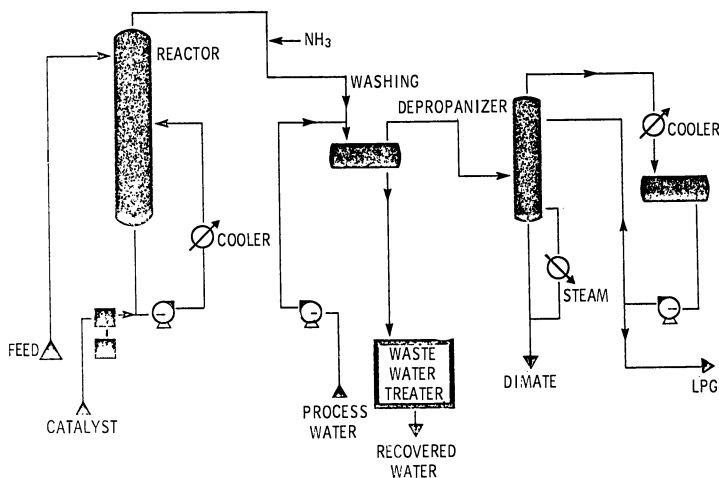 REACTOR
NH₃
WASHING
DEPROPANIZER
COOLER
COOLER
STEAM
FEED
CATALYST
PROCESS
WATER
WASTE
WATER
TREATER
RECOVERED
WATER
DIMATE
LPG